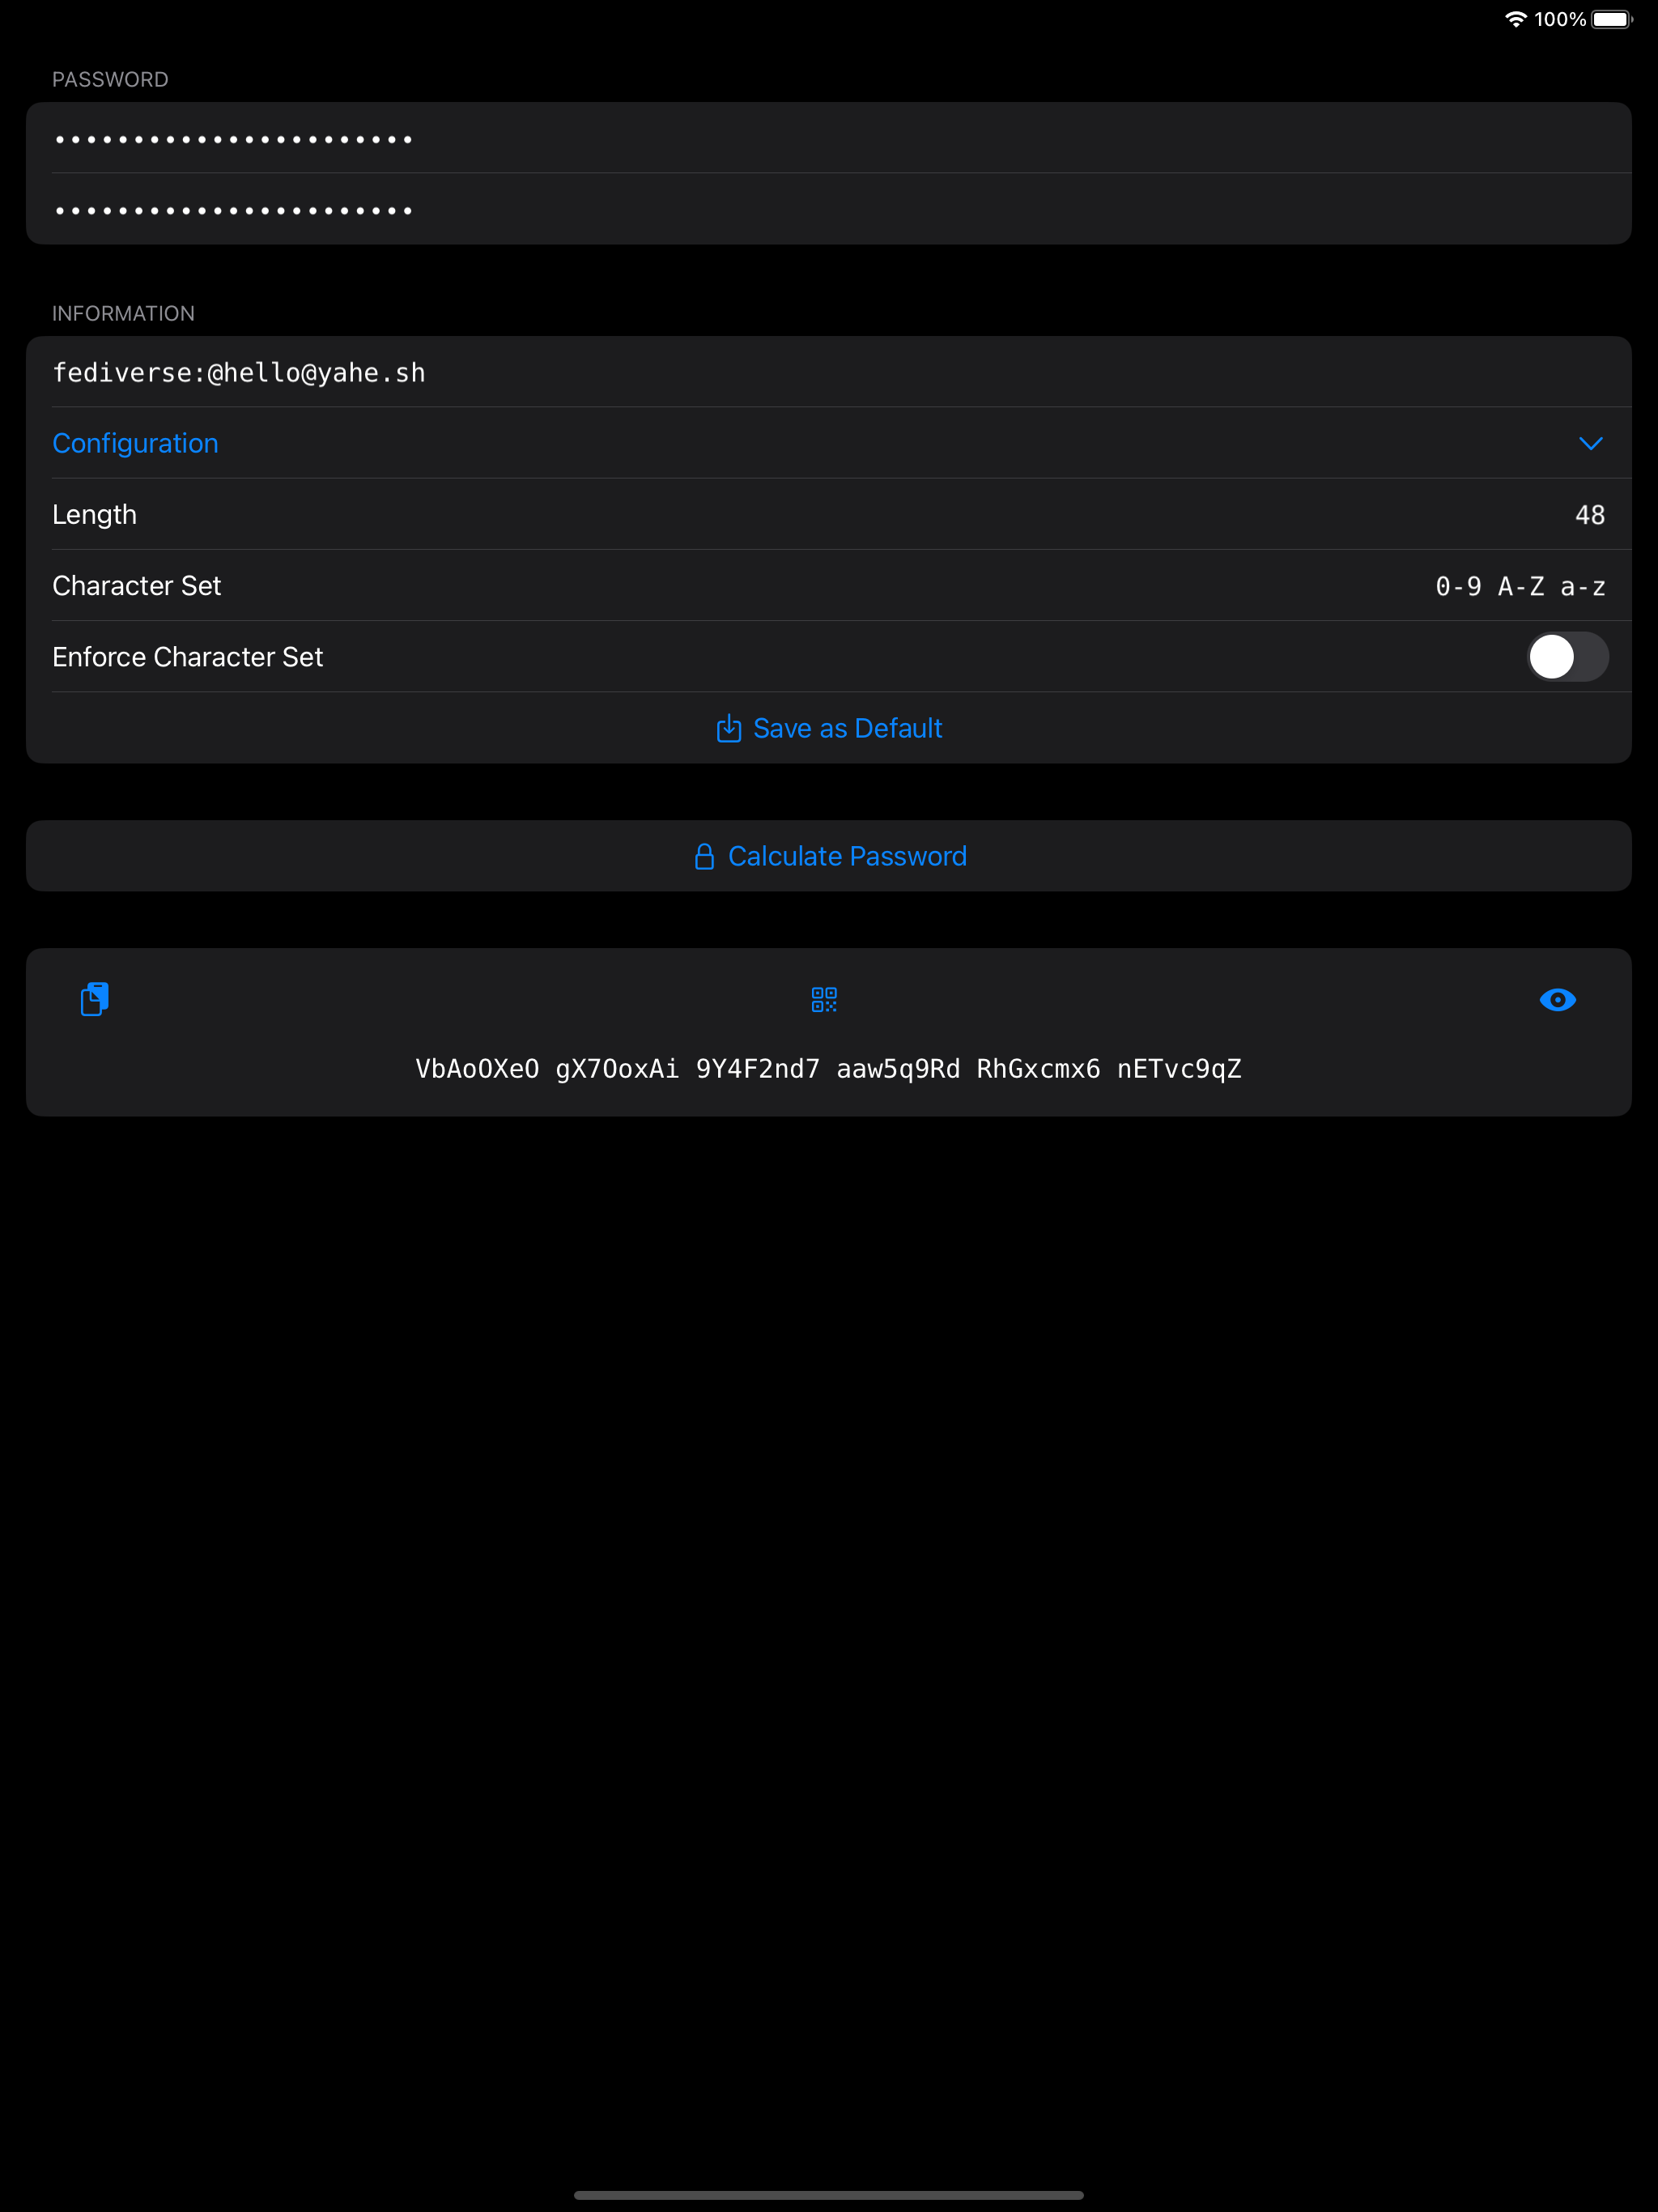 100%
PASSWORD
•••••••••••••••••••••••
•••••••••••••••••••••••
INFORMATION
fediverse:@hello@yahe.sh
Configuration
Length 48
Character Set 0-9 A-Z a-z
Enforce Character Set
Save as Default
Calculate Password
VbAoOXeO gX7OoxAi 9Y4F2nd7 aaw5q9Rd RhGxcmx6 nETvc9qZ